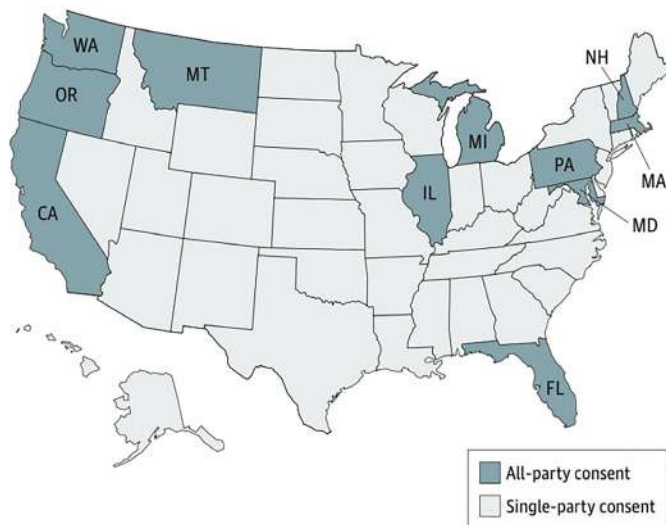 WA
MT
OR
CA
NH
MI
IL
PA
MA
MD
FL
All-party consent
Single-party consent